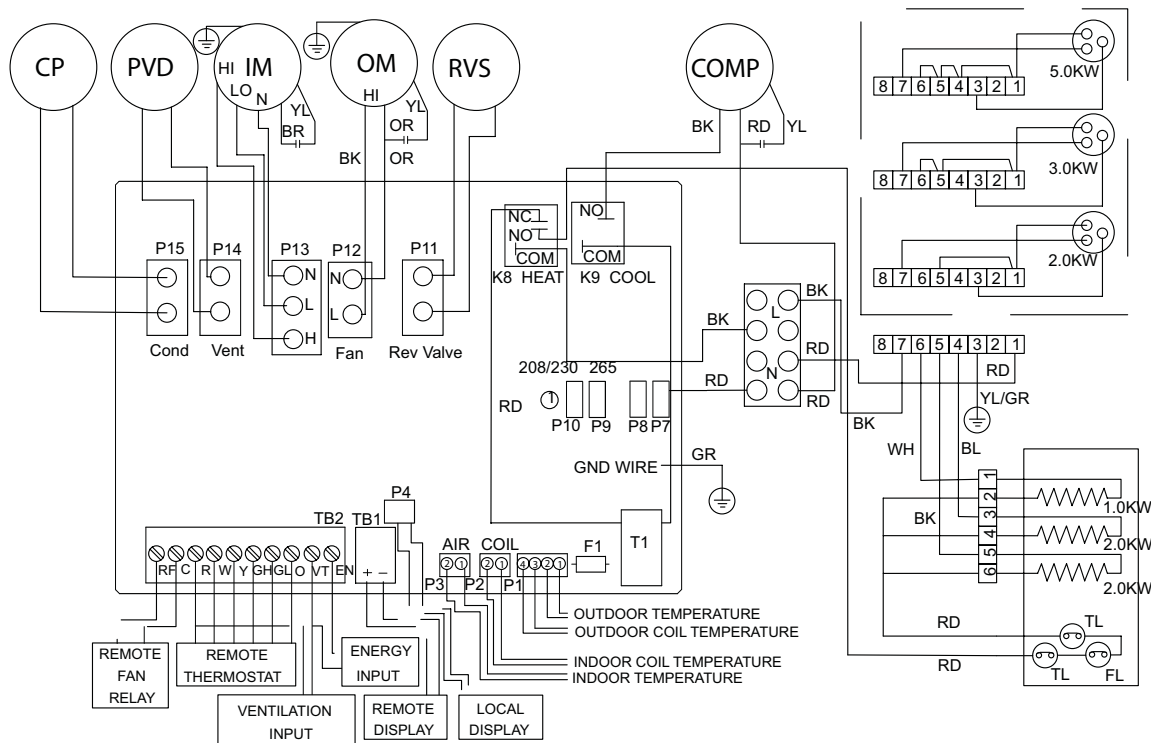 CP
PVD
IM
HI
LO
N
YL
BR
OM
HI
YL
OR
OR
BK
RVS
COMP
BK
RD
YL
5.0KW
8 7 6 5 4 3 2 1
3.0KW
8 7 6 5 4 3 2 1
2.0KW
8 7 6 5 4 3 2 1
P15
P14
P13
P12
P11
N
L
H
N
L
Cond
Vent
Fan
Rev Valve
NC
NO
COM
K8 HEAT
NO
COM
K9 COOL
BK
L
BK
RD
N
RD
RD
208/230
265
RD
1
P10
P9
P8
P7
8 7 6 5 4 3 2 1
RD
YL/GR
BK
WH
BL
GND WIRE
GR
P4
TB2
TB1
RF C R W Y GH GL O VT EN
+ −
AIR
COIL
2 1
2 1
4 3 2 1
P3
P2
P1
F1
T1
BK
1
2
3
4
5
6
1.0KW
2.0KW
2.0KW
RD
TL
RD
TL
FL
OUTDOOR TEMPERATURE
OUTDOOR COIL TEMPERATURE
INDOOR COIL TEMPERATURE
INDOOR TEMPERATURE
REMOTE
FAN
RELAY
REMOTE
THERMOSTAT
ENERGY
INPUT
VENTILATION
INPUT
REMOTE
DISPLAY
LOCAL
DISPLAY